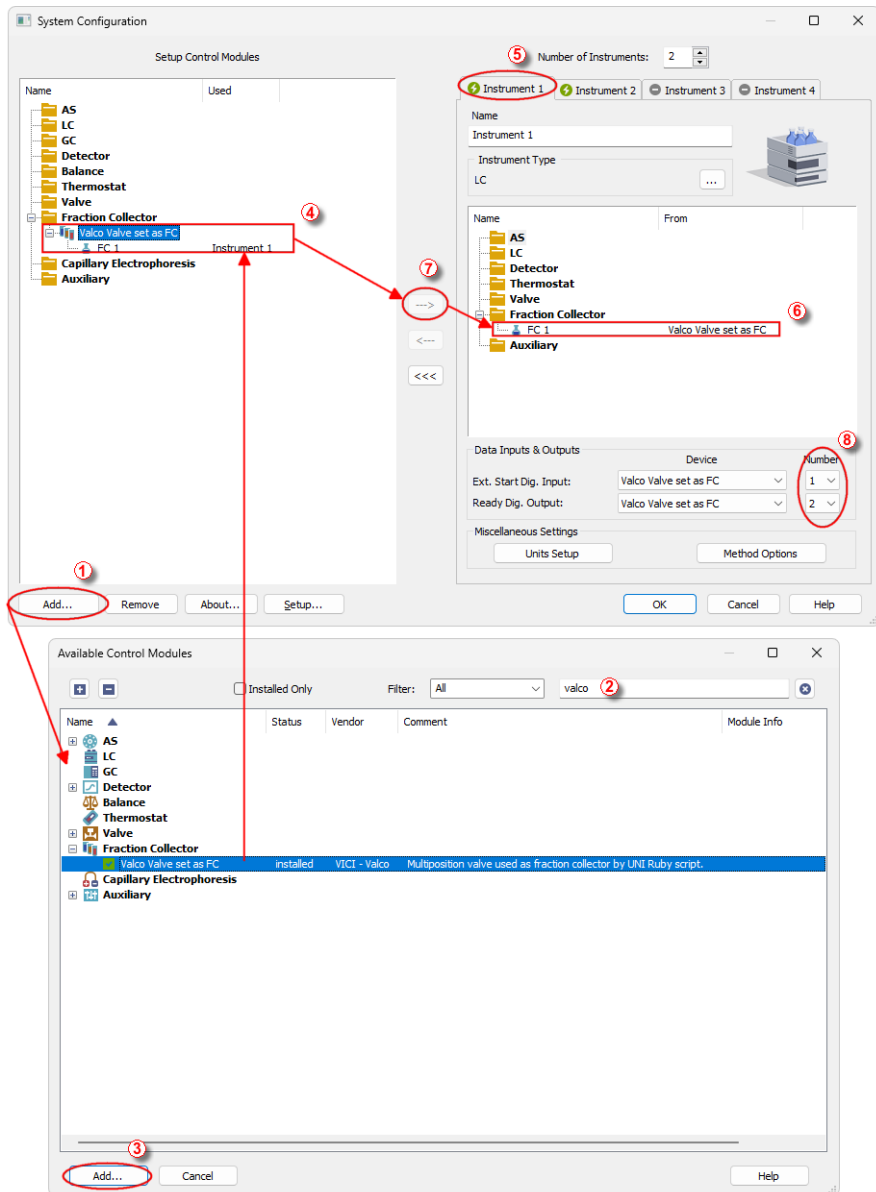 System Configuration
Setup Control Modules
⑤ Number of Instruments: 2
Name Used
AS
LC
GC
Detector
Balance
Thermostat
Valve
Fraction Collector
Valco Valve set as FC ④
FC 1 Instrument 1
Capillary Electrophoresis
Auxiliary
⑦
--->
<---
<<<
Instrument 1 Instrument 2 Instrument 3 Instrument 4
Name
Instrument 1
Instrument Type
LC ...
Name From
AS
LC
Detector
Thermostat
Valve
Fraction Collector ⑥
FC 1 Valco Valve set as FC
Auxiliary
⑧
Data Inputs & Outputs
Device Number
Ext. Start Dig. Input: Valco Valve set as FC 1
Ready Dig. Output: Valco Valve set as FC 2
Miscellaneous Settings
Units Setup Method Options
①
Add... Remove About... Setup... OK Cancel Help
Available Control Modules
Installed Only Filter: All valco ②
Name Status Vendor Comment Module Info
AS
LC
GC
Detector
Balance
Thermostat
Valve
Fraction Collector
Valco Valve set as FC installed VICI - Valco Multiposition valve used as fraction collector by UNI Ruby script.
Capillary Electrophoresis
Auxiliary
③
Add... Cancel Help